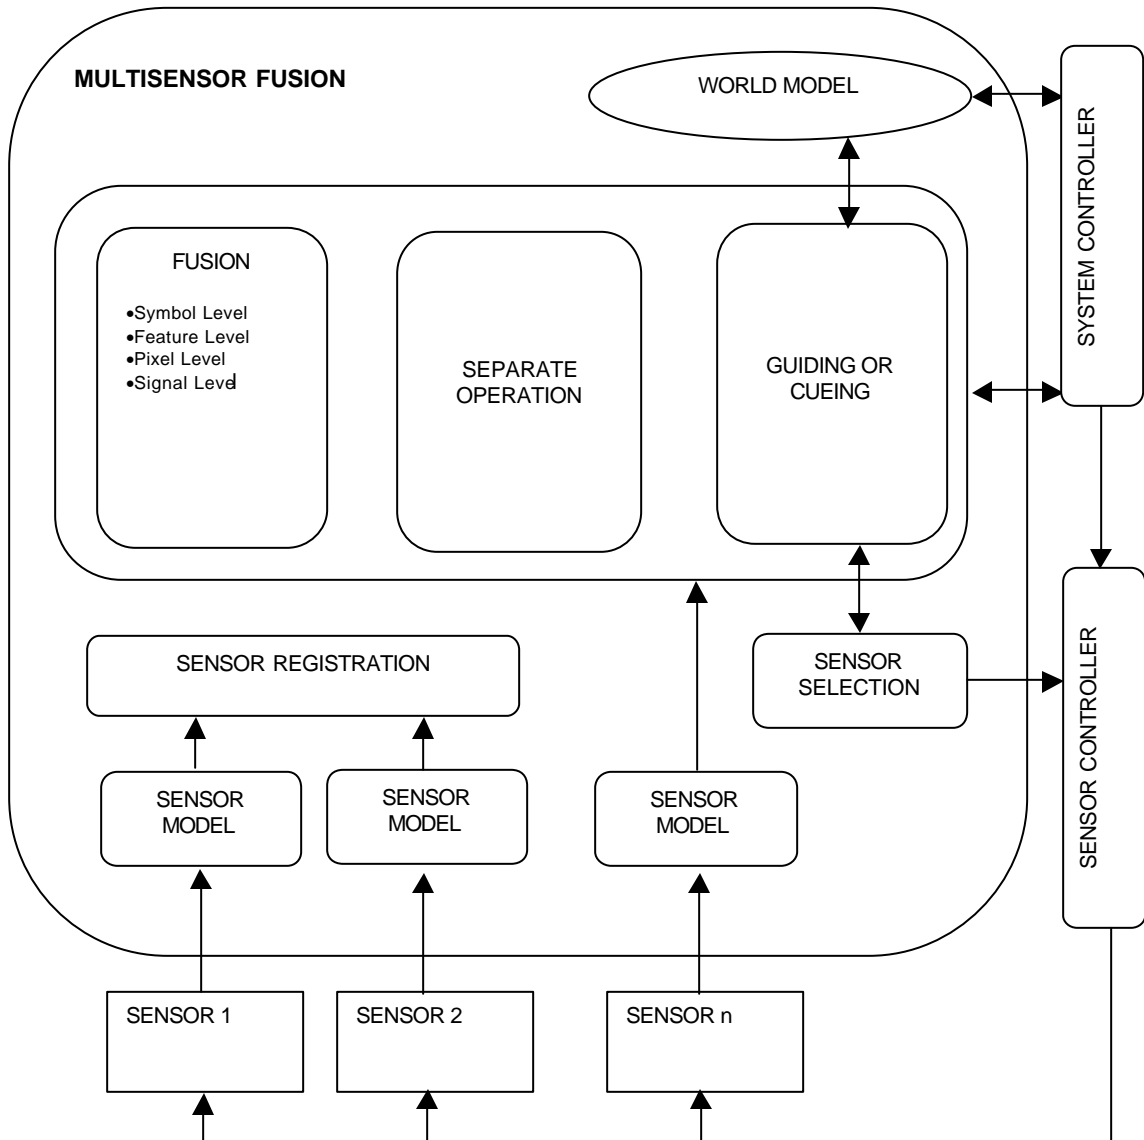 MULTISENSOR FUSION
WORLD MODEL
SYSTEM CONTROLLER
FUSION
•Symbol Level
•Feature Level
•Pixel Level
•Signal Level
SEPARATE
OPERATION
GUIDING OR
CUEING
SENSOR REGISTRATION
SENSOR
SELECTION
SENSOR CONTROLLER
SENSOR
MODEL
SENSOR
MODEL
SENSOR
MODEL
SENSOR 1
SENSOR 2
SENSOR n